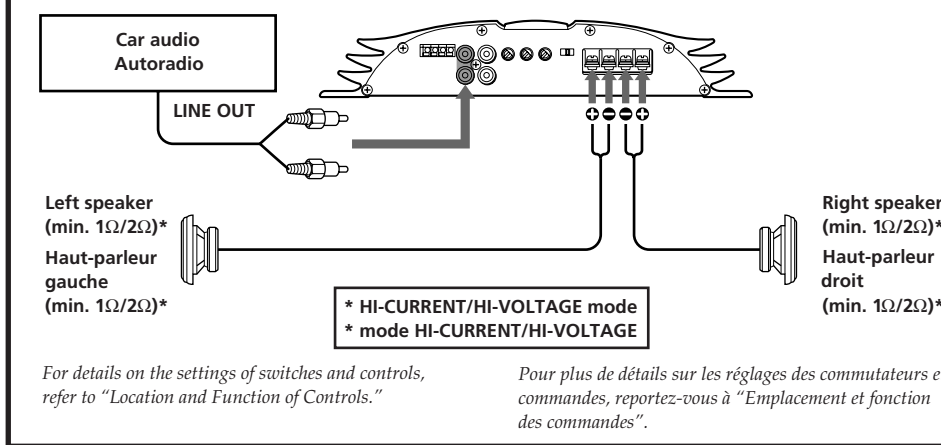 Car audio
Autoradio
LINE OUT
Left speaker
(min. 1Ω/2Ω)*
Haut-parleur
gauche
(min. 1Ω/2Ω)*
Right speaker
(min. 1Ω/2Ω)*
Haut-parleur
droit
(min. 1Ω/2Ω)*
* HI-CURRENT/HI-VOLTAGE mode
* mode HI-CURRENT/HI-VOLTAGE
For details on the settings of switches and controls,
refer to “Location and Function of Controls.”
Pour plus de détails sur les réglages des commutateurs e
commandes, reportez-vous à “Emplacement et fonction
des commandes”.